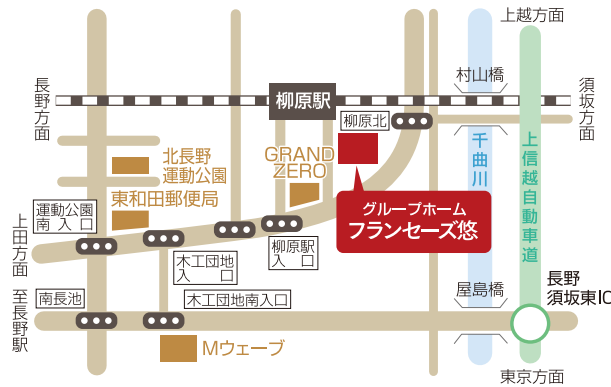 上越方面
長野方面
柳原駅
村山橋
須坂方面
柳原北
北長野
運動公園
GRAND
ZERO
千曲川
上信越自動車道
東和田郵便局
グループホーム
フランセーズ悠
運動公園
南入口
上田方面
木工団地
入口
柳原駅
入口
南長池
木工団地南入口
屋島橋
長野
須坂東IC
至長野駅
Mウェーブ
東京方面